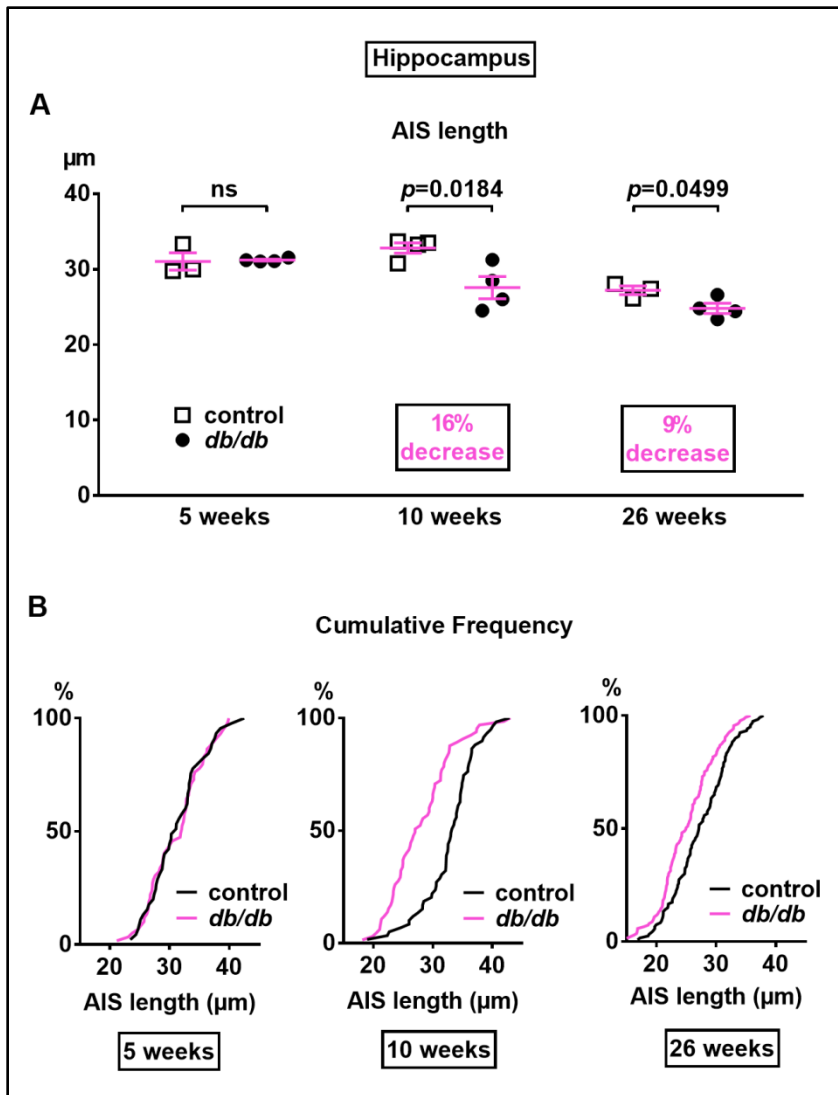 Hippocampus
A
AIS length
µm
ns
p=0.0184
p=0.0499
40
30
20
10
0
control
db/db
16%
decrease
9%
decrease
5 weeks
10 weeks
26 weeks
B
Cumulative Frequency
%
100
50
0
control
db/db
20 30 40
AIS length (µm)
5 weeks
%
100
50
0
control
db/db
20 30 40
AIS length (µm)
10 weeks
%
100
50
0
control
db/db
20 30 40
AIS length (µm)
26 weeks